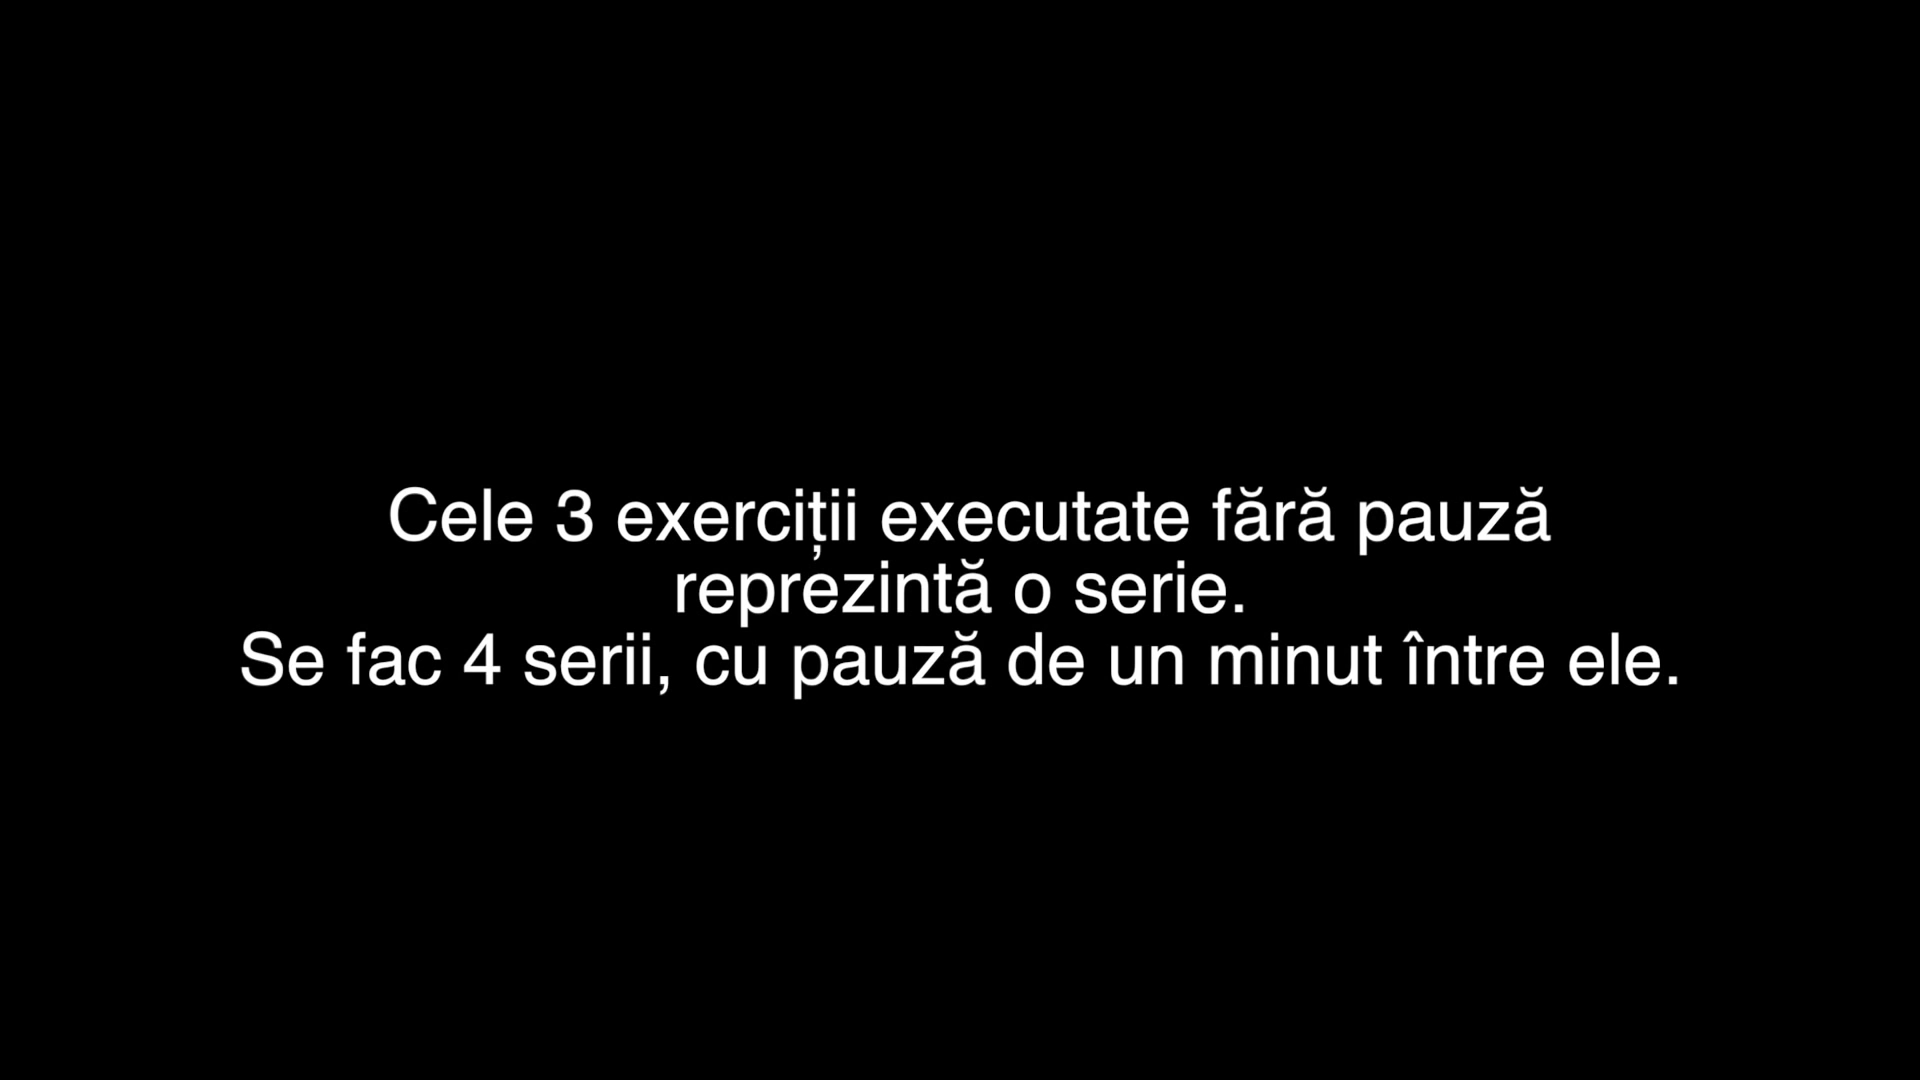 Cele 3 exerciții executate fără pauză
reprezintă o serie.
Se fac 4 serii, cu pauză de un minut între ele.